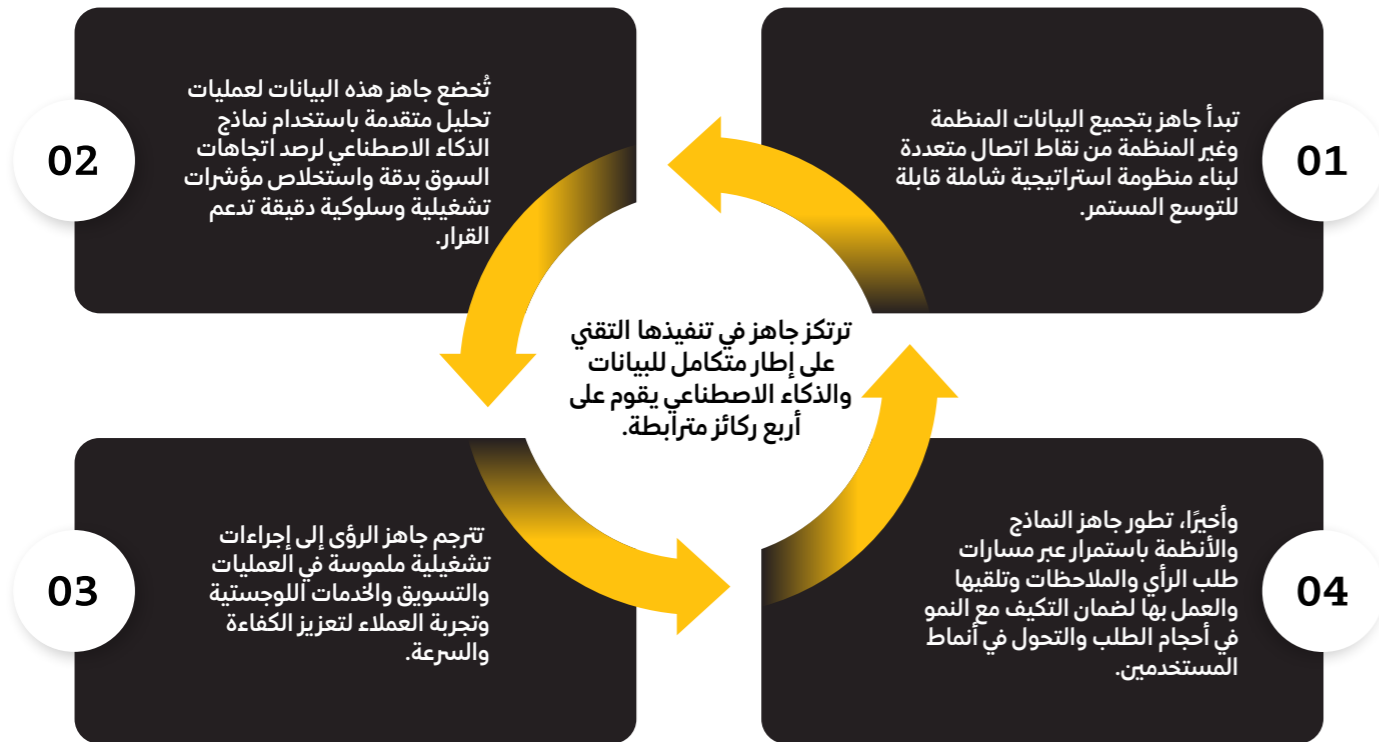 01
تبدأ جاهز بتجميع البيانات المنظمة
وغير المنظمة من نقاط اتصال متعددة
لبناء منظومة استراتيجية شاملة قابلة
للتوسع المستمر.
02
تُخضع جاهز هذه البيانات لعمليات
تحليل متقدمة باستخدام نماذج
الذكاء الاصطناعي لرصد اتجاهات
السوق بدقة واستخلاص مؤشرات
تشغيلية وسلوكية دقيقة تدعم
القرار.
ترتكز جاهز في تنفيذها التقني
على إطار متكامل للبيانات
والذكاء الاصطناعي يقوم على
أربع ركائز مترابطة.
03
تترجم جاهز الرؤى إلى إجراءات
تشغيلية ملموسة في العمليات
والتسويق والخدمات اللوجستية
وتجربة العملاء لتعزيز الكفاءة
والسرعة.
04
وأخيرًا، تطور جاهز النماذج
والأنظمة باستمرار عبر مسارات
طلب الرأي والملاحظات وتلقيها
والعمل بها لضمان التكيف مع النمو
في أحجام الطلب والتحول في أنماط
المستخدمين.